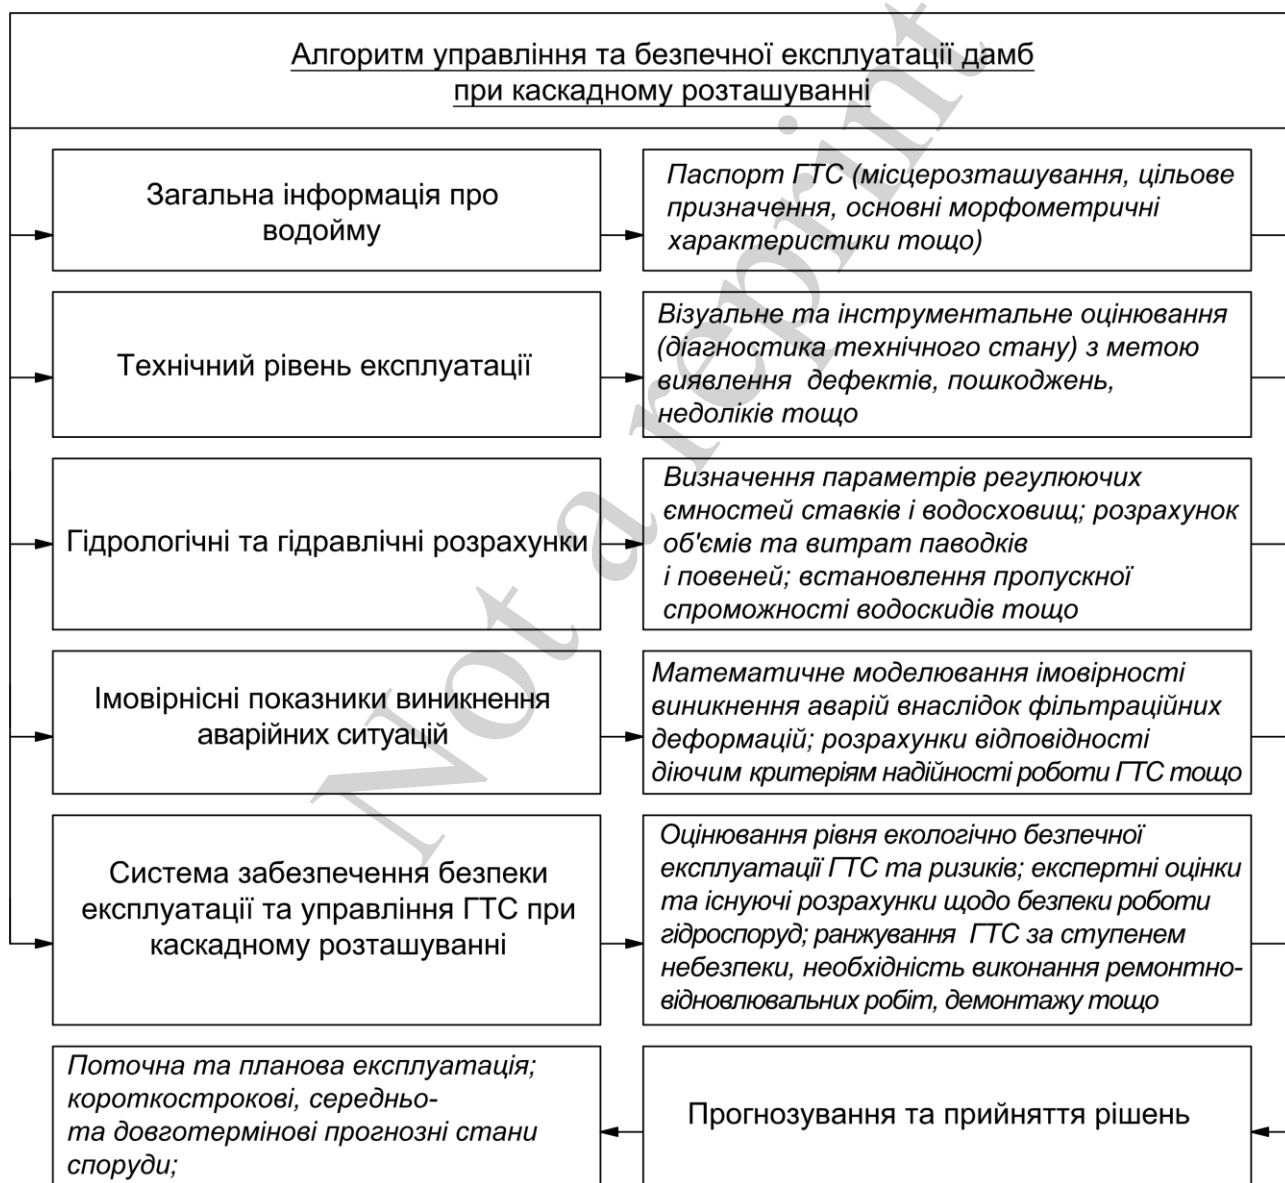 Алгоритм управління та безпечної експлуатації дамб
при каскадному розташуванні
Загальна інформація про
водойму
Паспорт ГТС (місцерозташування, цільове
призначення, основні морфометричні
характеристики тощо)
Технічний рівень експлуатації
Візуальне та інструментальне оцінювання
(діагностика технічного стану) з метою
виявлення дефектів, пошкоджень,
недоліків тощо
Гідрологічні та гідравлічні розрахунки
Визначення параметрів регулюючих
ємностей ставків і водосховищ; розрахунок
об'ємів та витрат паводків
і повеней; встановлення пропускної
спроможності водоскидів тощо
Імовірнісні показники виникнення
аварійних ситуацій
Математичне моделювання імовірності
виникнення аварій внаслідок фільтраційних
деформацій; розрахунки відповідності
діючим критеріям надійності роботи ГТС тощо
Система забезпечення безпеки
експлуатації та управління ГТС при
каскадному розташуванні
Оцінювання рівня екологічно безпечної
експлуатації ГТС та ризиків; експертні оцінки
та існуючі розрахунки щодо безпеки роботи
гідроспоруд; ранжування ГТС за ступенем
небезпеки, необхідність виконання ремонтно-
відновлювальних робіт, демонтажу тощо
Поточна та планова експлуатація;
короткострокові, середньо-
та довготермінові прогнозні стани
споруди;
Прогнозування та прийняття рішень
Not a reprint